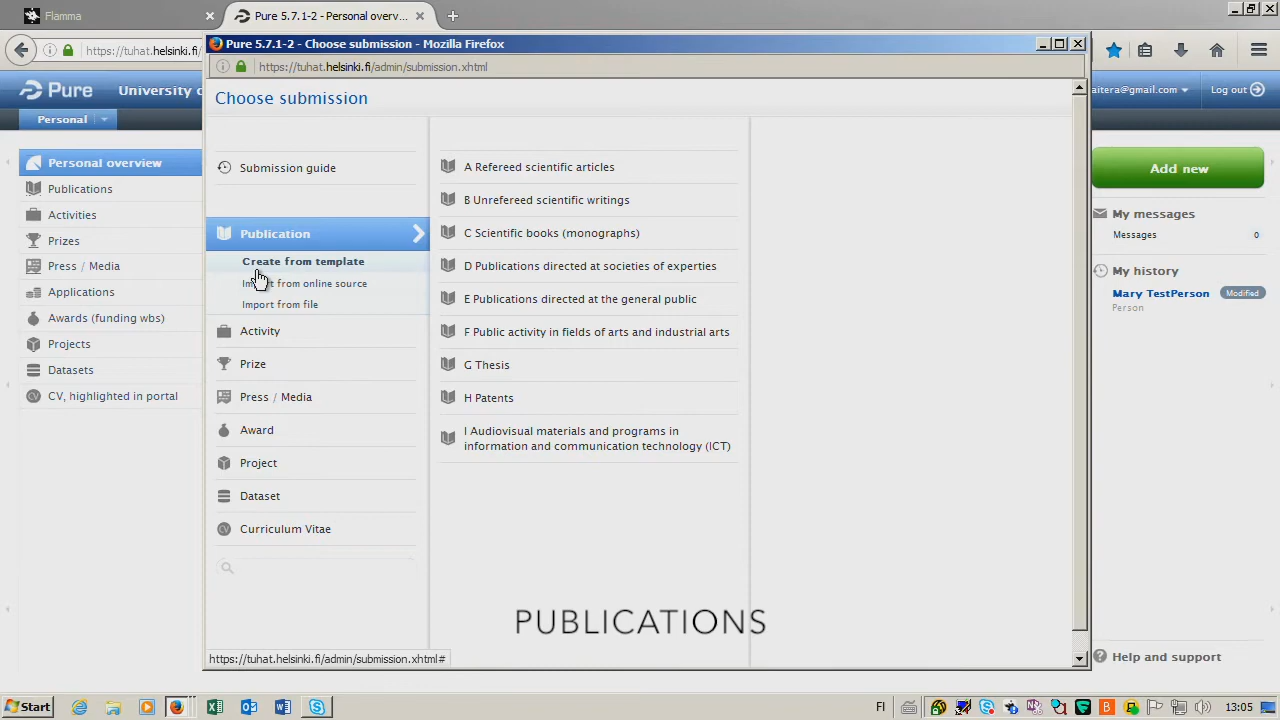 Flamma
Pure 5.7.1-2 - Personal overv...
Pure 5.7.1-2 - Choose submission - Mozilla Firefox
https://tuhat.helsinki.fi/
https://tuhat.helsinki.fi/admin/submission.xhtml
Pure
University
aitera@gmail.com
Log out
Choose submission
Personal
Personal overview
Publications
Activities
Prizes
Press / Media
Applications
Awards (funding wbs)
Projects
Datasets
CV, highlighted in portal
Submission guide
Publication
Create from template
Import from online source
Import from file
Activity
Prize
Press / Media
Award
Project
Dataset
CV Curriculum Vitae
A Refereed scientific articles
B Unrefereed scientific writings
C Scientific books (monographs)
D Publications directed at societies of experties
E Publications directed at the general public
F Public activity in fields of arts and industrial arts
G Thesis
H Patents
I Audiovisual materials and programs in
information and communication technology (ICT)
Add new
My messages
Messages 0
My history
Mary TestPerson Modified
Person
PUBLICATIONS
https://tuhat.helsinki.fi/admin/submission.xhtml#
Help and support
Start
FI
13:05